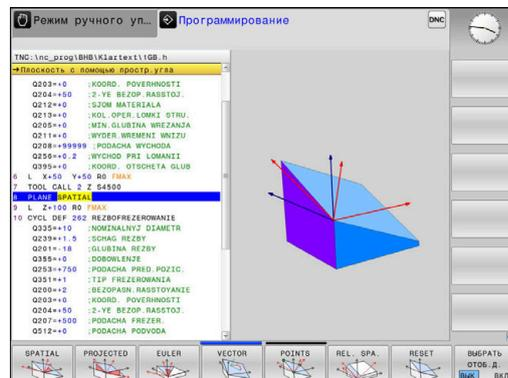 Режим ручного уп…
Программирование
DNC
TNC:\nc_prog\BHB\Klartext\1GB.h
→Плоскость с помощью простр.угла
Q203=+0 ;KOORD. POVERHNOSTI
Q204=+50 ;2-YE BEZOP.RASSTOJ.
Q212=+0 ;SJOM MATERIALA
Q213=+0 ;KOL.OPER.LOMKI STRU.
Q205=+0 ;MIN.GLUBINA WREZANJA
Q211=+0 ;WYDER.WREMENI WNIZU
Q208=+99999 ;PODACHA WYCHODA
Q256=+0.2 ;WYCHOD PRI LOMANII
Q395=+0 ;KOORD. OTSCHETA GLUB
6 L X+50 Y+50 R0 FMAX
7 TOOL CALL 2 Z S4500
8 PLANE SPATIAL
9 L Z+100 R0 FMAX
10 CYCL DEF 262 REZBOFREZEROWANIE
Q335=+10 ;NOMINALNYJ DIAMETR
Q239=+1.5 ;SCHAG REZBY
Q201=-18 ;GLUBINA REZBY
Q355=+0 ;DOBOWLENJE
Q253=+750 ;PODACHA PRED.POZIC.
Q351=+1 ;TIP FREZEROWANIA
Q200=+2 ;BEZOPASN.RASSTOYANIE
Q203=+0 ;KOORD. POVERHNOSTI
Q204=+50 ;2-YE BEZOP.RASSTOJ.
Q207=+500 ;PODACHA FREZER.
Q512=+0 ;PODACHA PODVODA
SPATIAL
PROJECTED
EULER
VECTOR
POINTS
REL. SPA.
RESET
ВЫБРАТЬ
ОТОБ.Д.
ВЫК ВКЛ